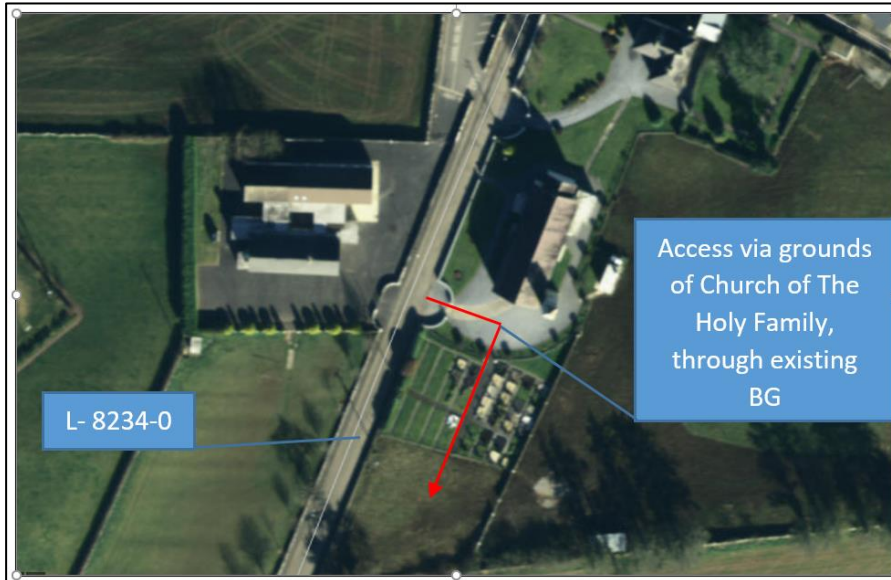 Access via grounds
of Church of The
Holy Family,
through existing
BG
L- 8234-0